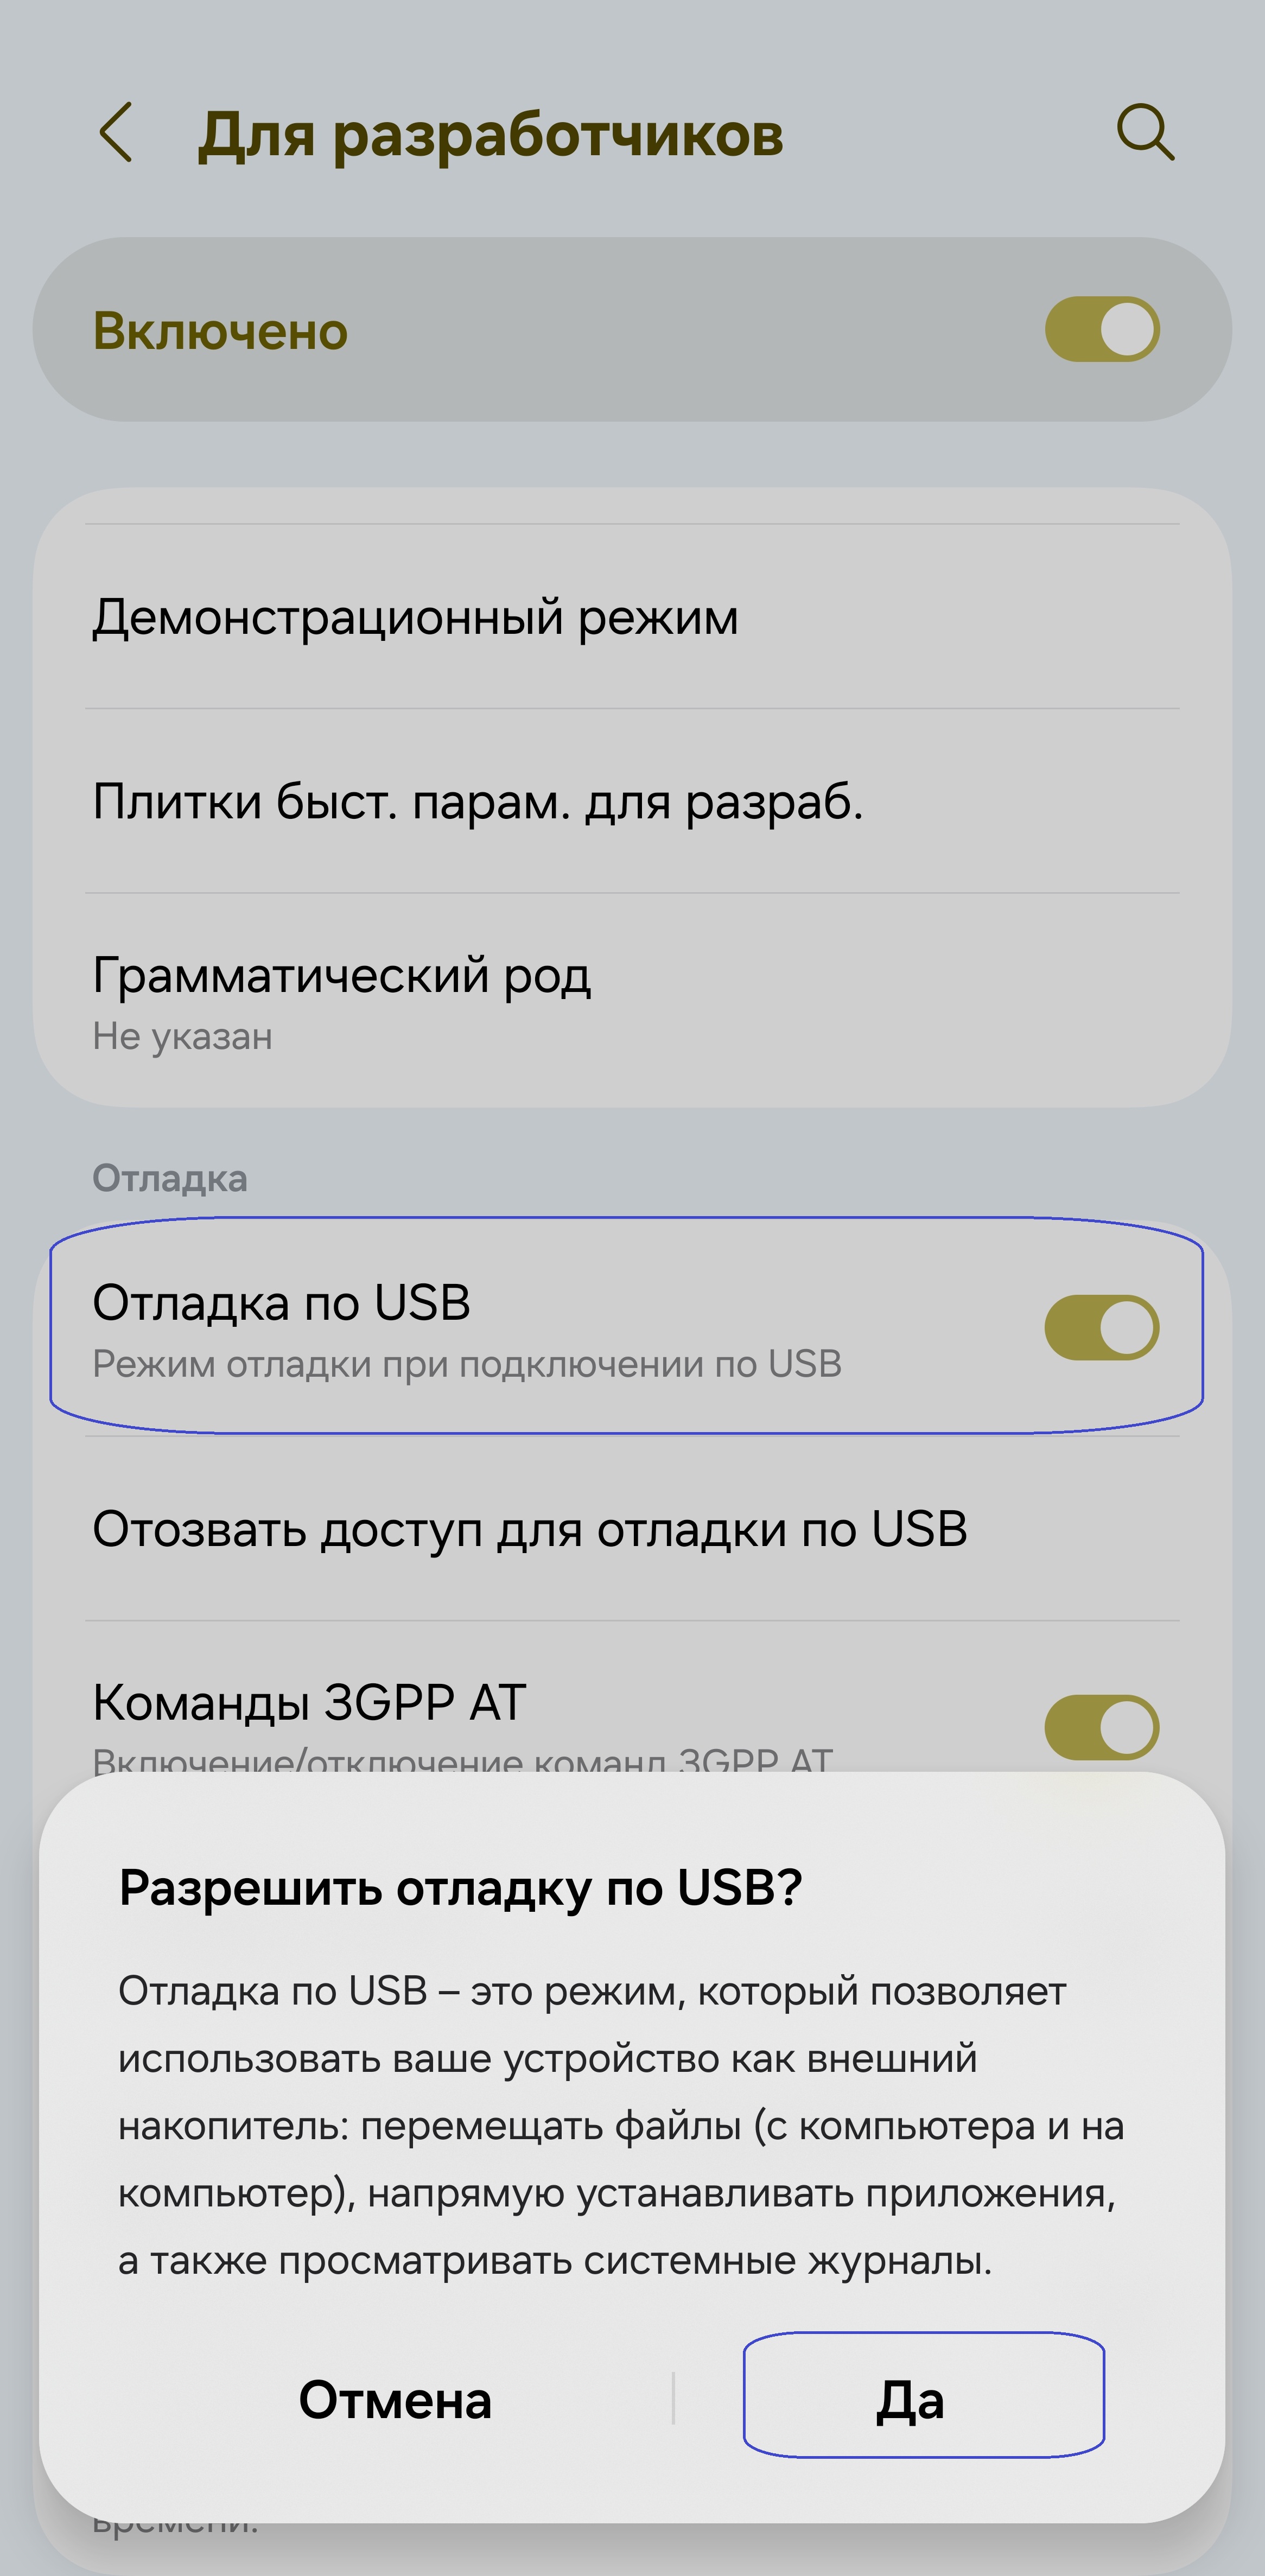 Для разработчиков
Включено
Демонстрационный режим
Плитки быст. парам. для разраб.
Грамматический род
Не указан
Отладка
Отладка по USB
Режим отладки при подключении по USB
Отозвать доступ для отладки по USB
Команды 3GPP AT
Включение/отключение команд 3GPP AT
Разрешить отладку по USB?
Отладка по USB – это режим, который позволяет
использовать ваше устройство как внешний
накопитель: перемещать файлы (с компьютера и на
компьютер), напрямую устанавливать приложения,
а также просматривать системные журналы.
Отмена
Да
времени.